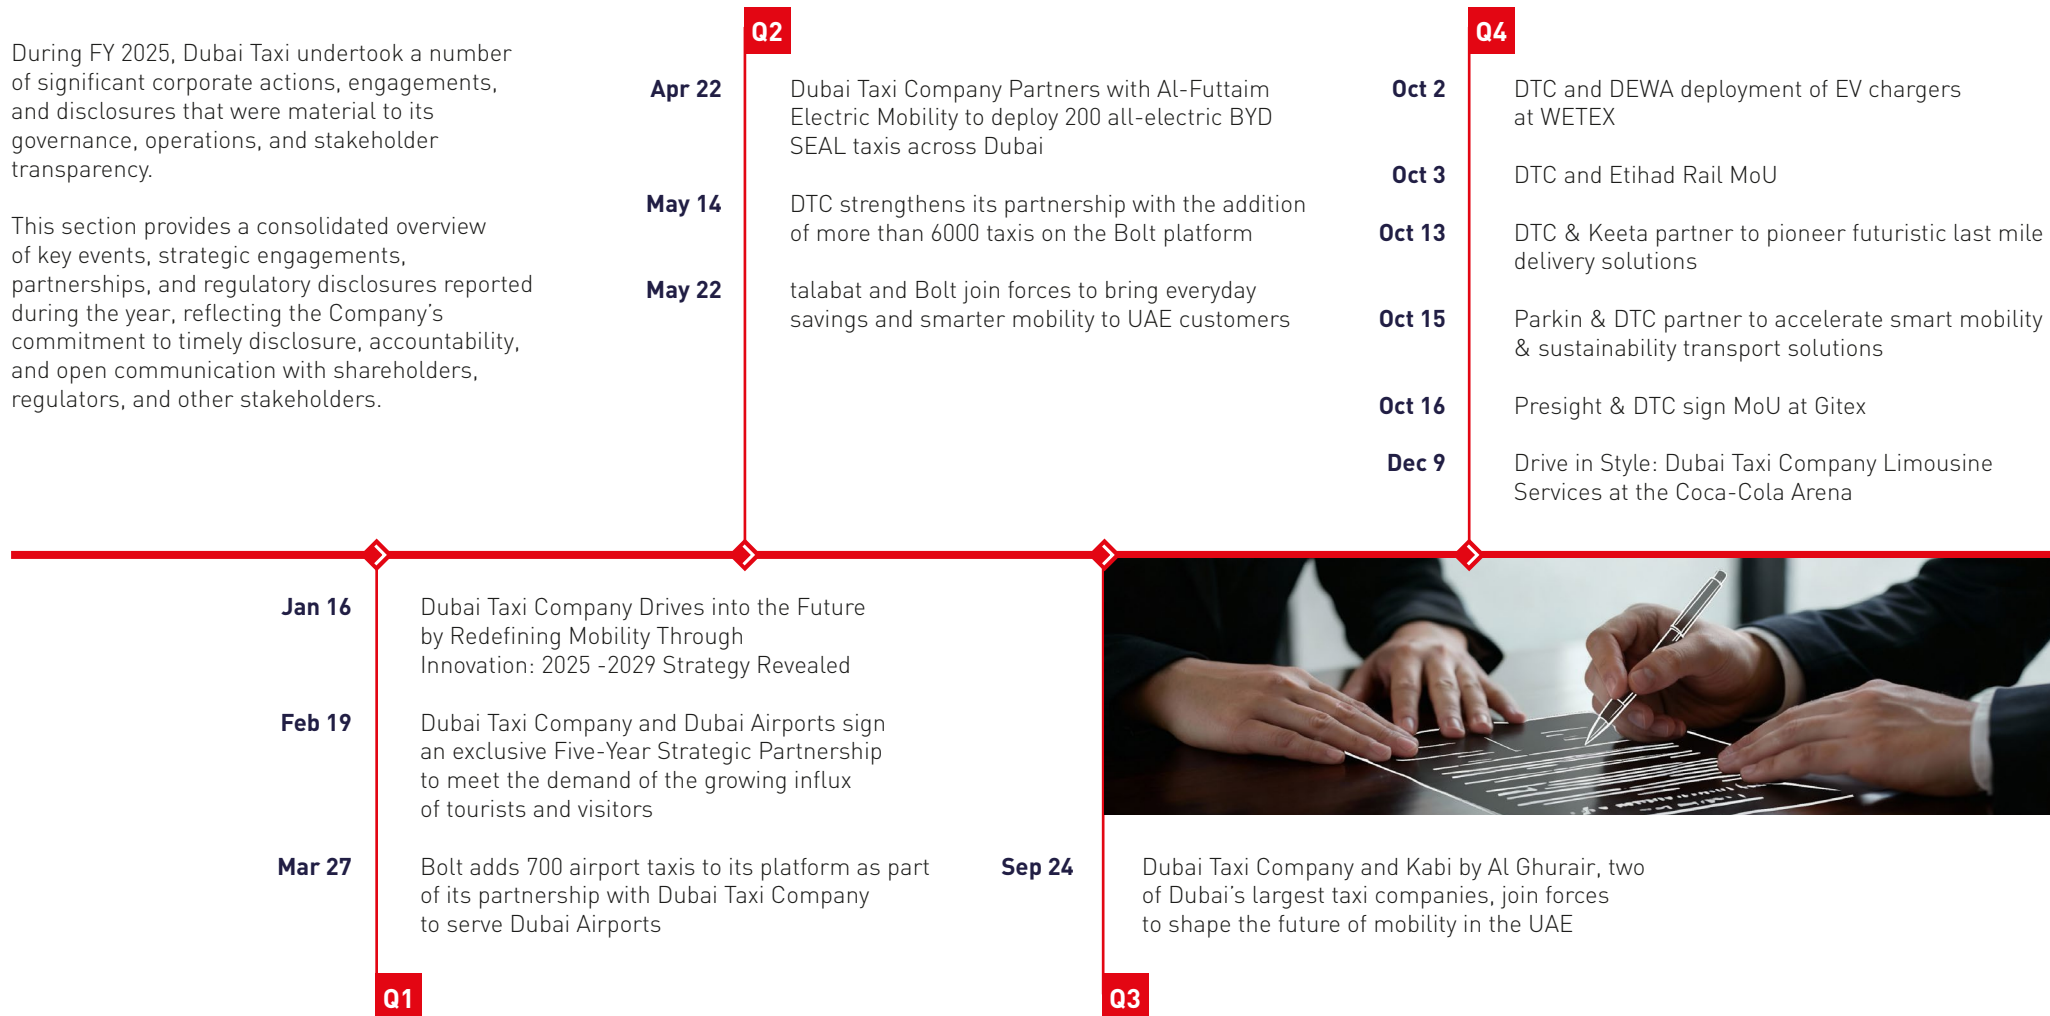 During FY 2025, Dubai Taxi undertook a number
of significant corporate actions, engagements,
and disclosures that were material to its
governance, operations, and stakeholder
transparency.
This section provides a consolidated overview
of key events, strategic engagements,
partnerships, and regulatory disclosures reported
during the year, reflecting the Company’s
commitment to timely disclosure, accountability,
and open communication with shareholders,
regulators, and other stakeholders.
Jan 16
Dubai Taxi Company Drives into the Future
by Redefining Mobility Through
Innovation: 2025 -2029 Strategy Revealed
Feb 19
Dubai Taxi Company and Dubai Airports sign
an exclusive Five-Year Strategic Partnership
to meet the demand of the growing influx
of tourists and visitors
Mar 27
Bolt adds 700 airport taxis to its platform as part
of its partnership with Dubai Taxi Company
to serve Dubai Airports
Q1
Q2
Apr 22
Dubai Taxi Company Partners with Al-Futtaim
Electric Mobility to deploy 200 all-electric BYD
SEAL taxis across Dubai
May 14
DTC strengthens its partnership with the addition
of more than 6000 taxis on the Bolt platform
May 22
talabat and Bolt join forces to bring everyday
savings and smarter mobility to UAE customers
Sep 24
Dubai Taxi Company and Kabi by Al Ghurair, two
of Dubai’s largest taxi companies, join forces
to shape the future of mobility in the UAE
Q3
Q4
Oct 2
DTC and DEWA deployment of EV chargers
at WETEX
Oct 3
DTC and Etihad Rail MoU
Oct 13
DTC & Keeta partner to pioneer futuristic last mile
delivery solutions
Oct 15
Parkin & DTC partner to accelerate smart mobility
& sustainability transport solutions
Oct 16
Presight & DTC sign MoU at Gitex
Dec 9
Drive in Style: Dubai Taxi Company Limousine
Services at the Coca-Cola Arena